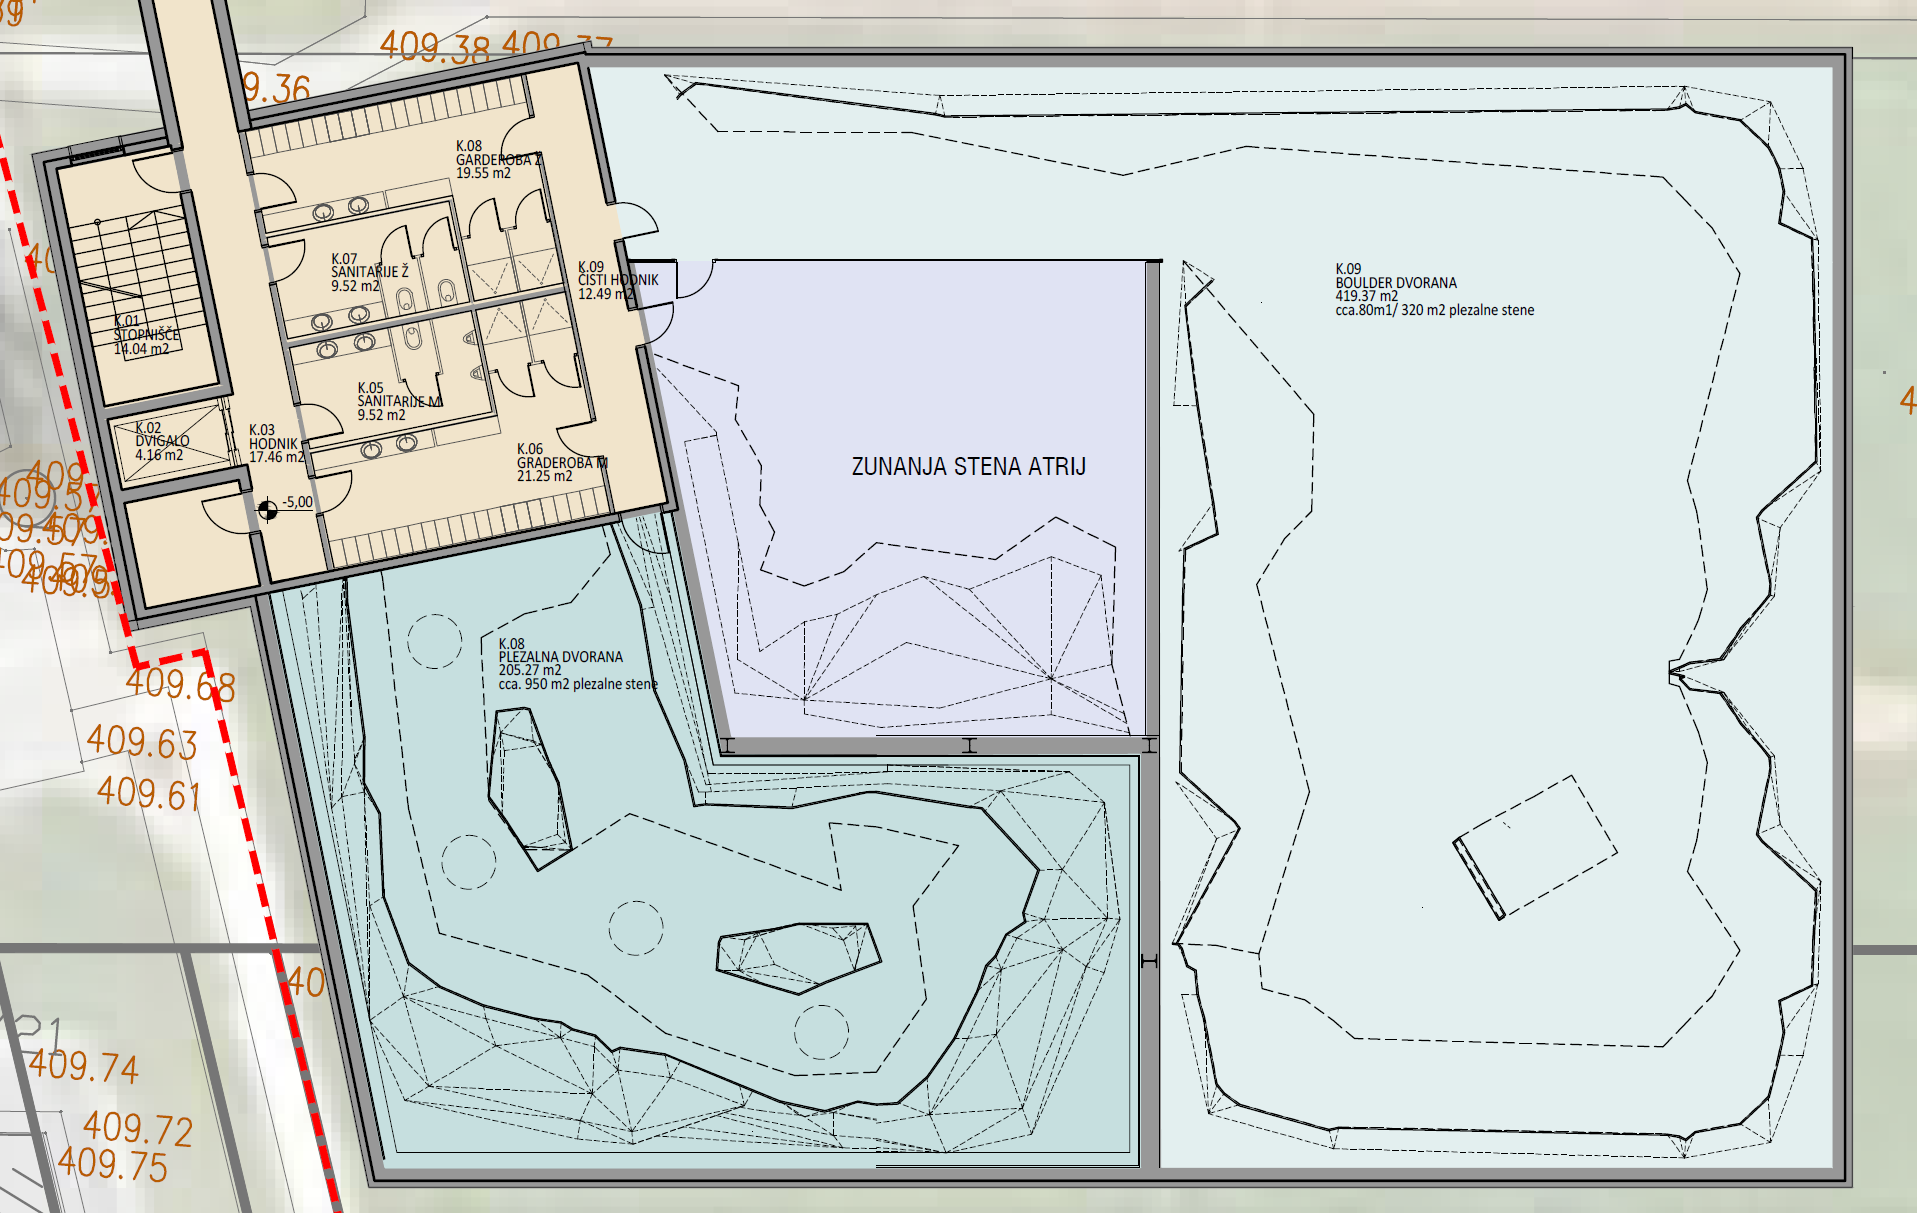 409.38
409.37
9.36
K.08
GARDEROBA Ž
19.55 m2
K.07
SANITARIJE Ž
9.52 m2
K.09
ČISTI HODNIK
12.49 m2
K.09
BOULDER DVORANA
419.37 m2
cca.80m1/ 320 m2 plezalne stene
K.01
STOPNIŠČE
14.04 m2
K.05
SANITARIJE M
9.52 m2
K.02
DVIGALO
4.16 m2
K.03
HODNIK
17.46 m2
K.06
GRADEROBA M
21.25 m2
ZUNANJA STENA ATRIJ
-5,00
K.08
PLEZALNA DVORANA
205.27 m2
cca. 950 m2 plezalne stene
409.68
409.63
409.61
40
21
409.74
409.72
409.75